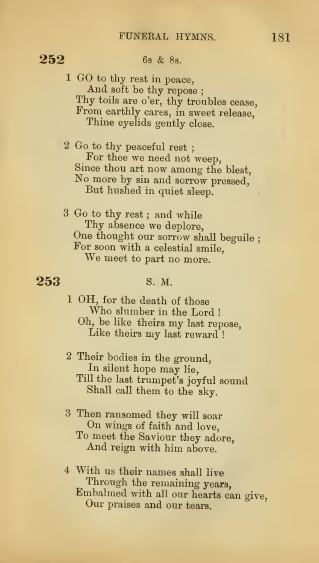 FUNERAL HYMNS. 181
252 6s & 8s.
1 GO to thy rest in peace,
And soft be thy repose ;
Thy toils are o'er, thy troubles cease,
From earthly cares, in sweet release,
Thine eyelids gently close.
2 Go to thy peaceful rest ;
For thee we need not weep,
Since thou art now among the blest,
No more by sin and sorrow pressed,
But hushed in quiet sleep.
3 Go to thy rest ; and while
Thy absence we deplore,
One thought our sorrow shall beguile ;
For soon with a celestial smile,
We meet to part no more.
253 S. M.
1 OH, for the death of those
Who slumber in the Lord !
Oh, be like theirs my last repose,
Like theirs my last reward !
2 Their bodies in the ground,
In silent hope may lie,
Till the last trumpet's joyful sound
Shall call them to the sky.
3 Then ransomed they will soar
On wings of faith and love,
To meet the Saviour they adore,
And reign with him above.
4 With us their names shall live
Through the remaining years,
Embalmed with all our hearts can give,
Our praises and our tears.